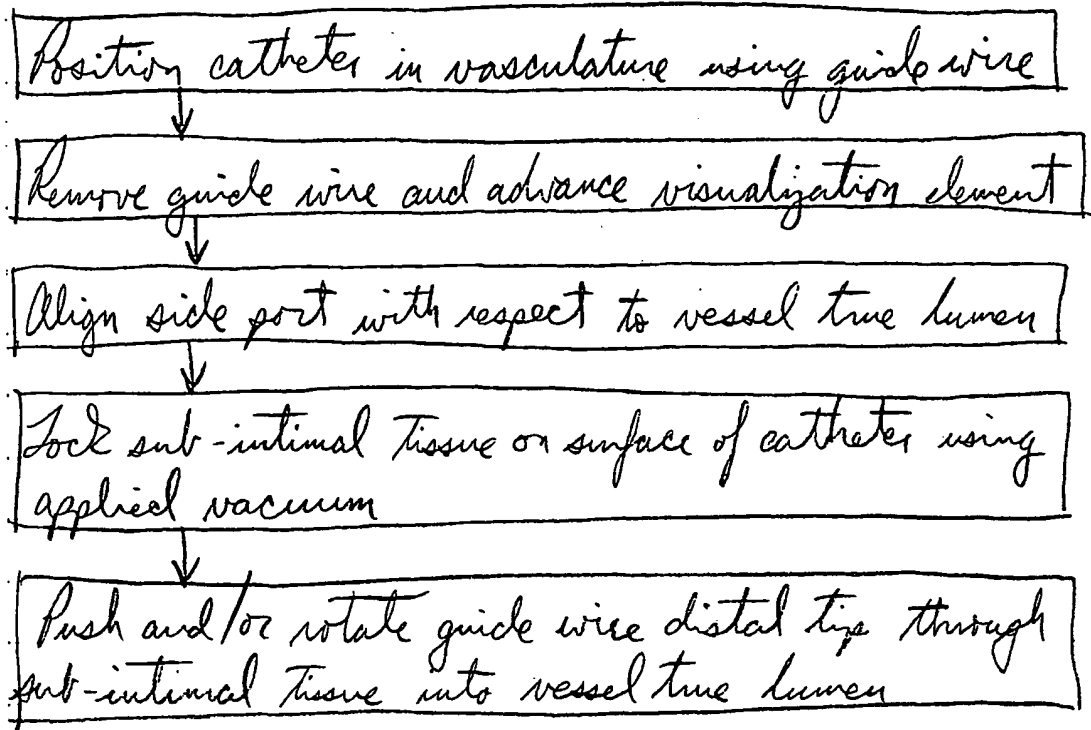 Position catheter in vasculature using guide wire
Remove guide wire and advance visualization element
Align side port with respect to vessel true lumen
Lock sub-intimal tissue on surface of catheter using
applied vacuum
Push and/or rotate guide wire distal tip through
sub-intimal tissue into vessel true lumen